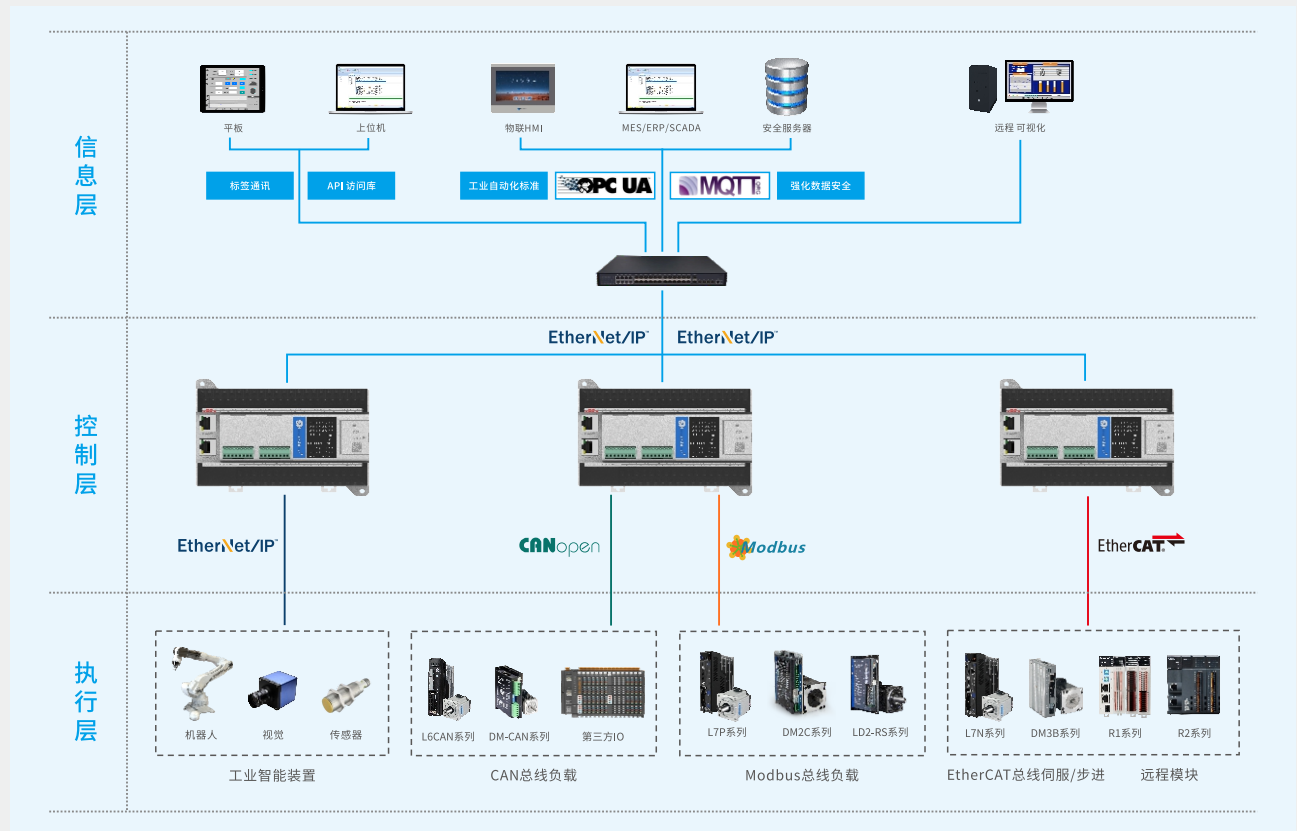 信息层
平板
上位机
物联HMI
MES/ERP/SCADA
安全服务器
远程 可视化
标签通讯
API 访问库
工业自动化标准
OPC UA
MQTT
强化数据安全
EtherNet/IP™
EtherNet/IP™
控制层
EtherNet/IP™
CANopen
Modbus
EtherCAT
执行层
机器人
视觉
传感器
L6CAN系列
DM-CAN系列
第三方IO
L7P系列
DM2C系列
LD2-RS系列
L7N系列
DM3B系列
R1系列
R2系列
工业智能装置
CAN总线负载
Modbus总线负载
EtherCAT总线伺服/步进
远程模块